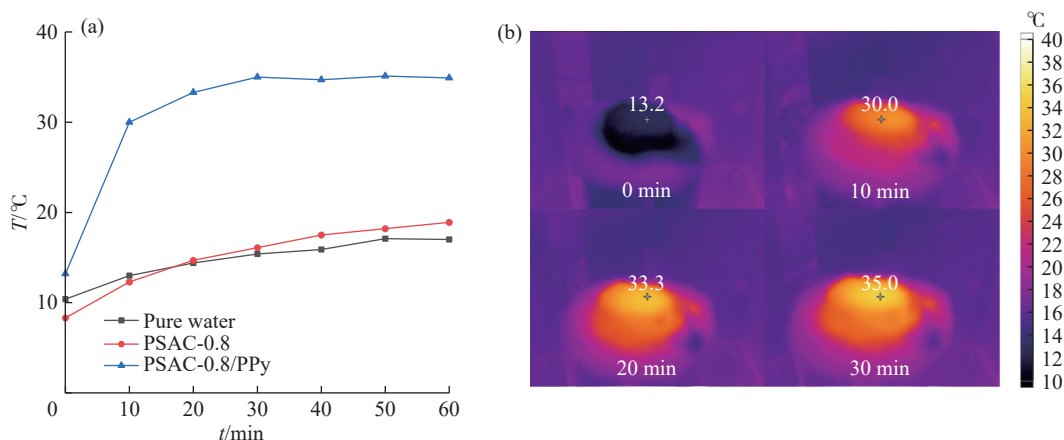 (a)
40
30
20
10
0
T/℃
10
20
30
40
50
60
t/min
Pure water
PSAC-0.8
PSAC-0.8/PPy
(b)
13.2
0 min
30.0
10 min
33.3
20 min
35.0
30 min
℃
40
38
36
34
32
30
28
26
24
22
20
18
16
14
12
10